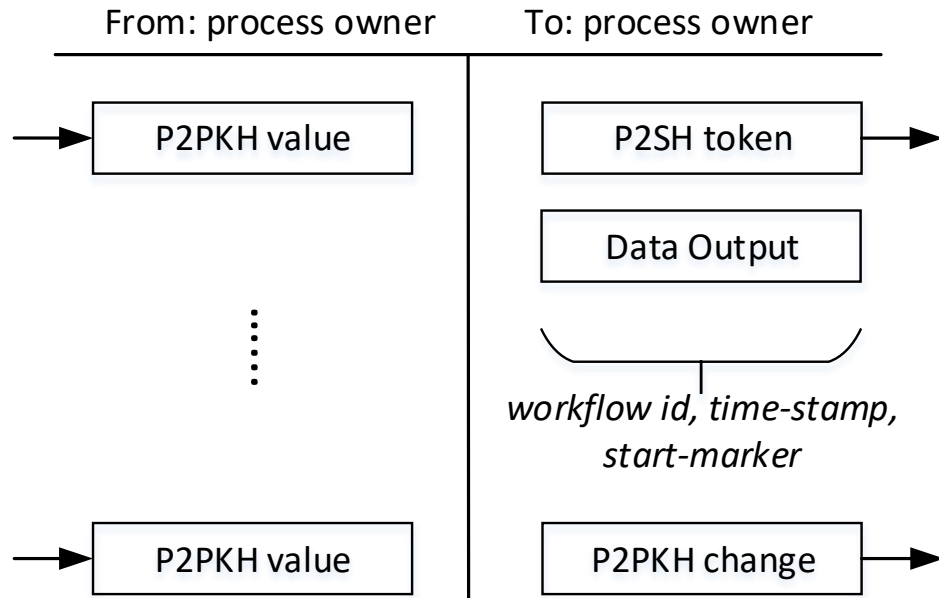 From: process owner
To: process owner
P2PKH value
P2SH token
Data Output
workflow id, time-stamp,
start-marker
P2PKH value
P2PKH change